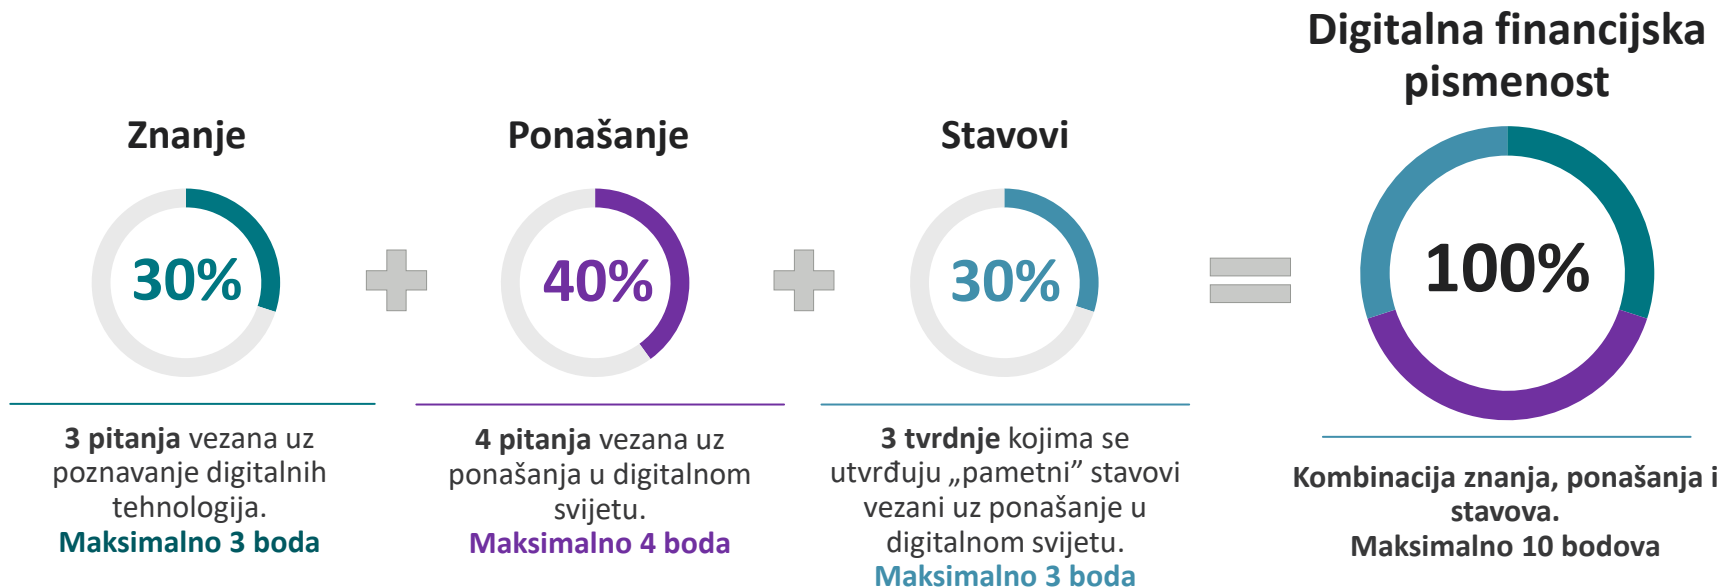 Znanje
30%
3 pitanja vezana uz
poznavanje digitalnih
tehnologija.
Maksimalno 3 boda
Ponašanje
40%
4 pitanja vezana uz
ponašanja u digitalnom
svijetu.
Maksimalno 4 boda
Stavovi
30%
3 tvrdnje kojima se
utvrđuju „pametni” stavovi
vezani uz ponašanje u
digitalnom svijetu.
Maksimalno 3 boda
Digitalna financijska
pismenost
100%
Kombinacija znanja, ponašanja i
stavova.
Maksimalno 10 bodova